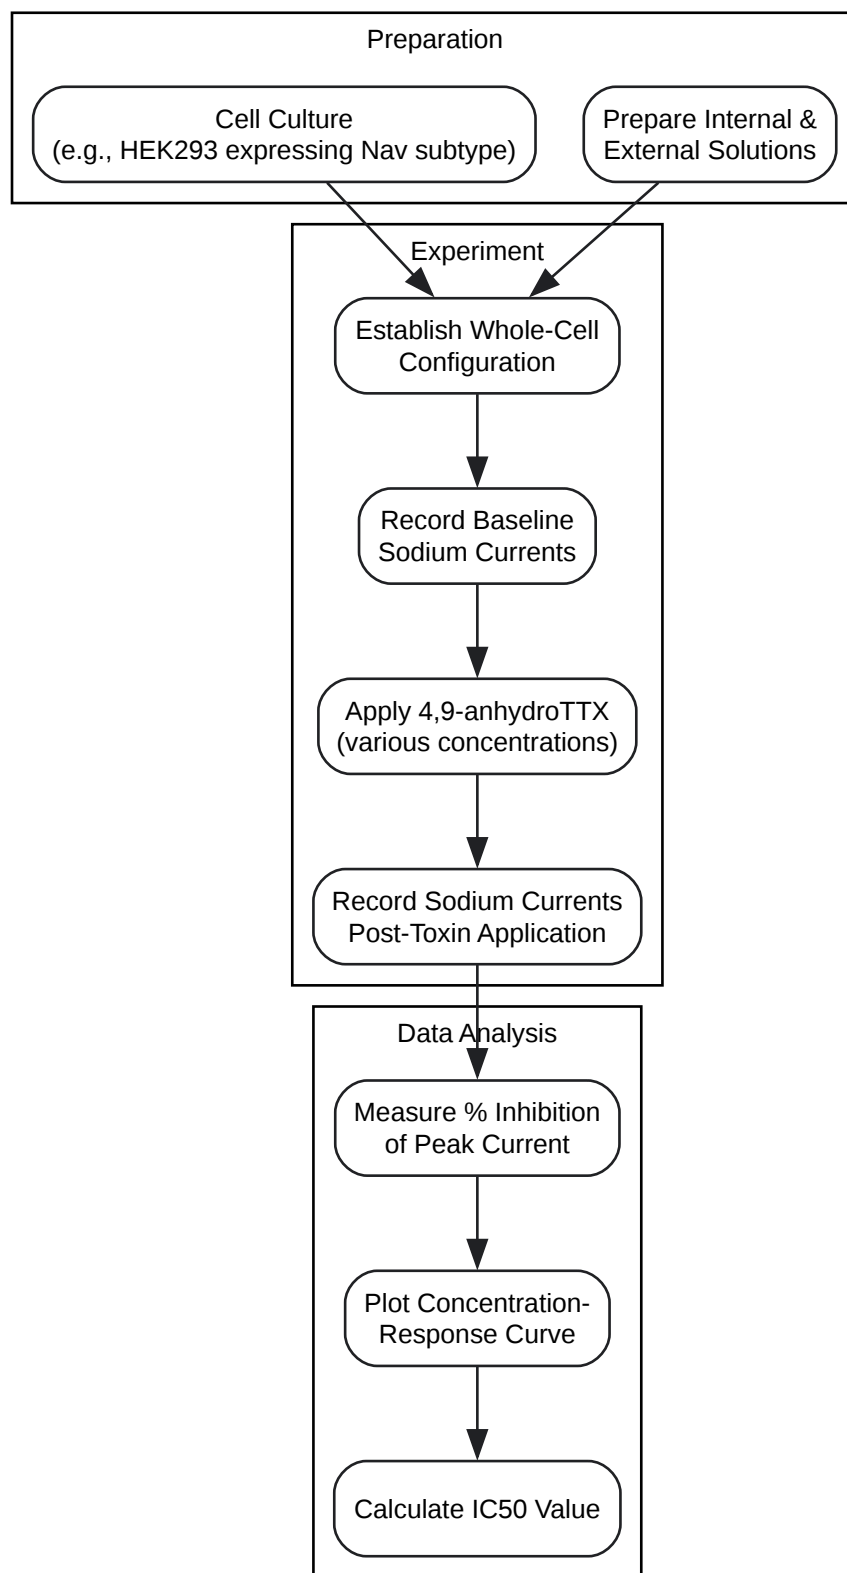 Preparation
Cell Culture
(e.g., HEK293 expressing Nav subtype)
Prepare Internal &
External Solutions
Experiment
Establish Whole-Cell
Configuration
Record Baseline
Sodium Currents
Apply 4,9-anhydroTTX
(various concentrations)
Record Sodium Currents
Post-Toxin Application
Data Analysis
Measure % Inhibition
of Peak Current
Plot Concentration-
Response Curve
Calculate IC50 Value